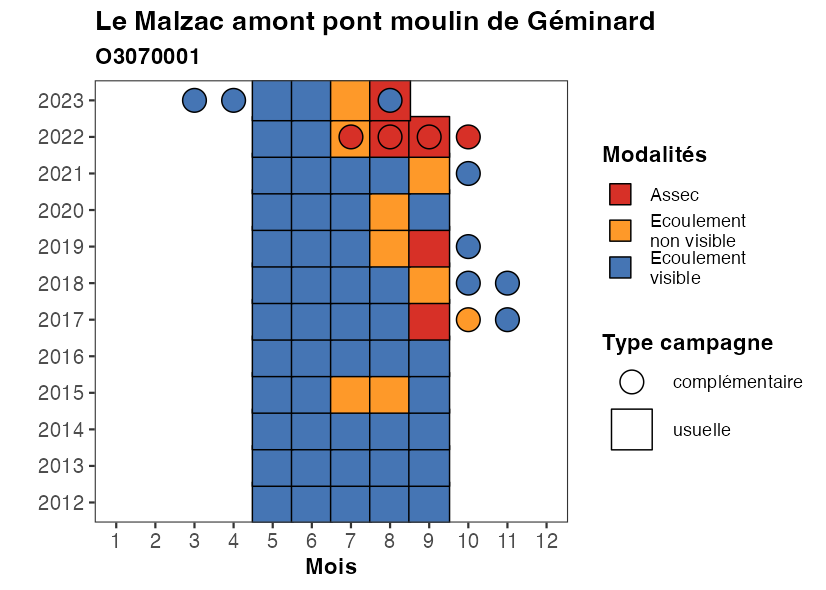 Le Malzac amont pont moulin de Géminard
O3070001
2023
2022
2021
2020
2019
2018
2017
2016
2015
2014
2013
2012
1 2 3 4 5 6 7 8 9 10 11 12
Mois
Modalités
Assec
Ecoulement
non visible
Ecoulement
visible
Type campagne
complémentaire
usuelle